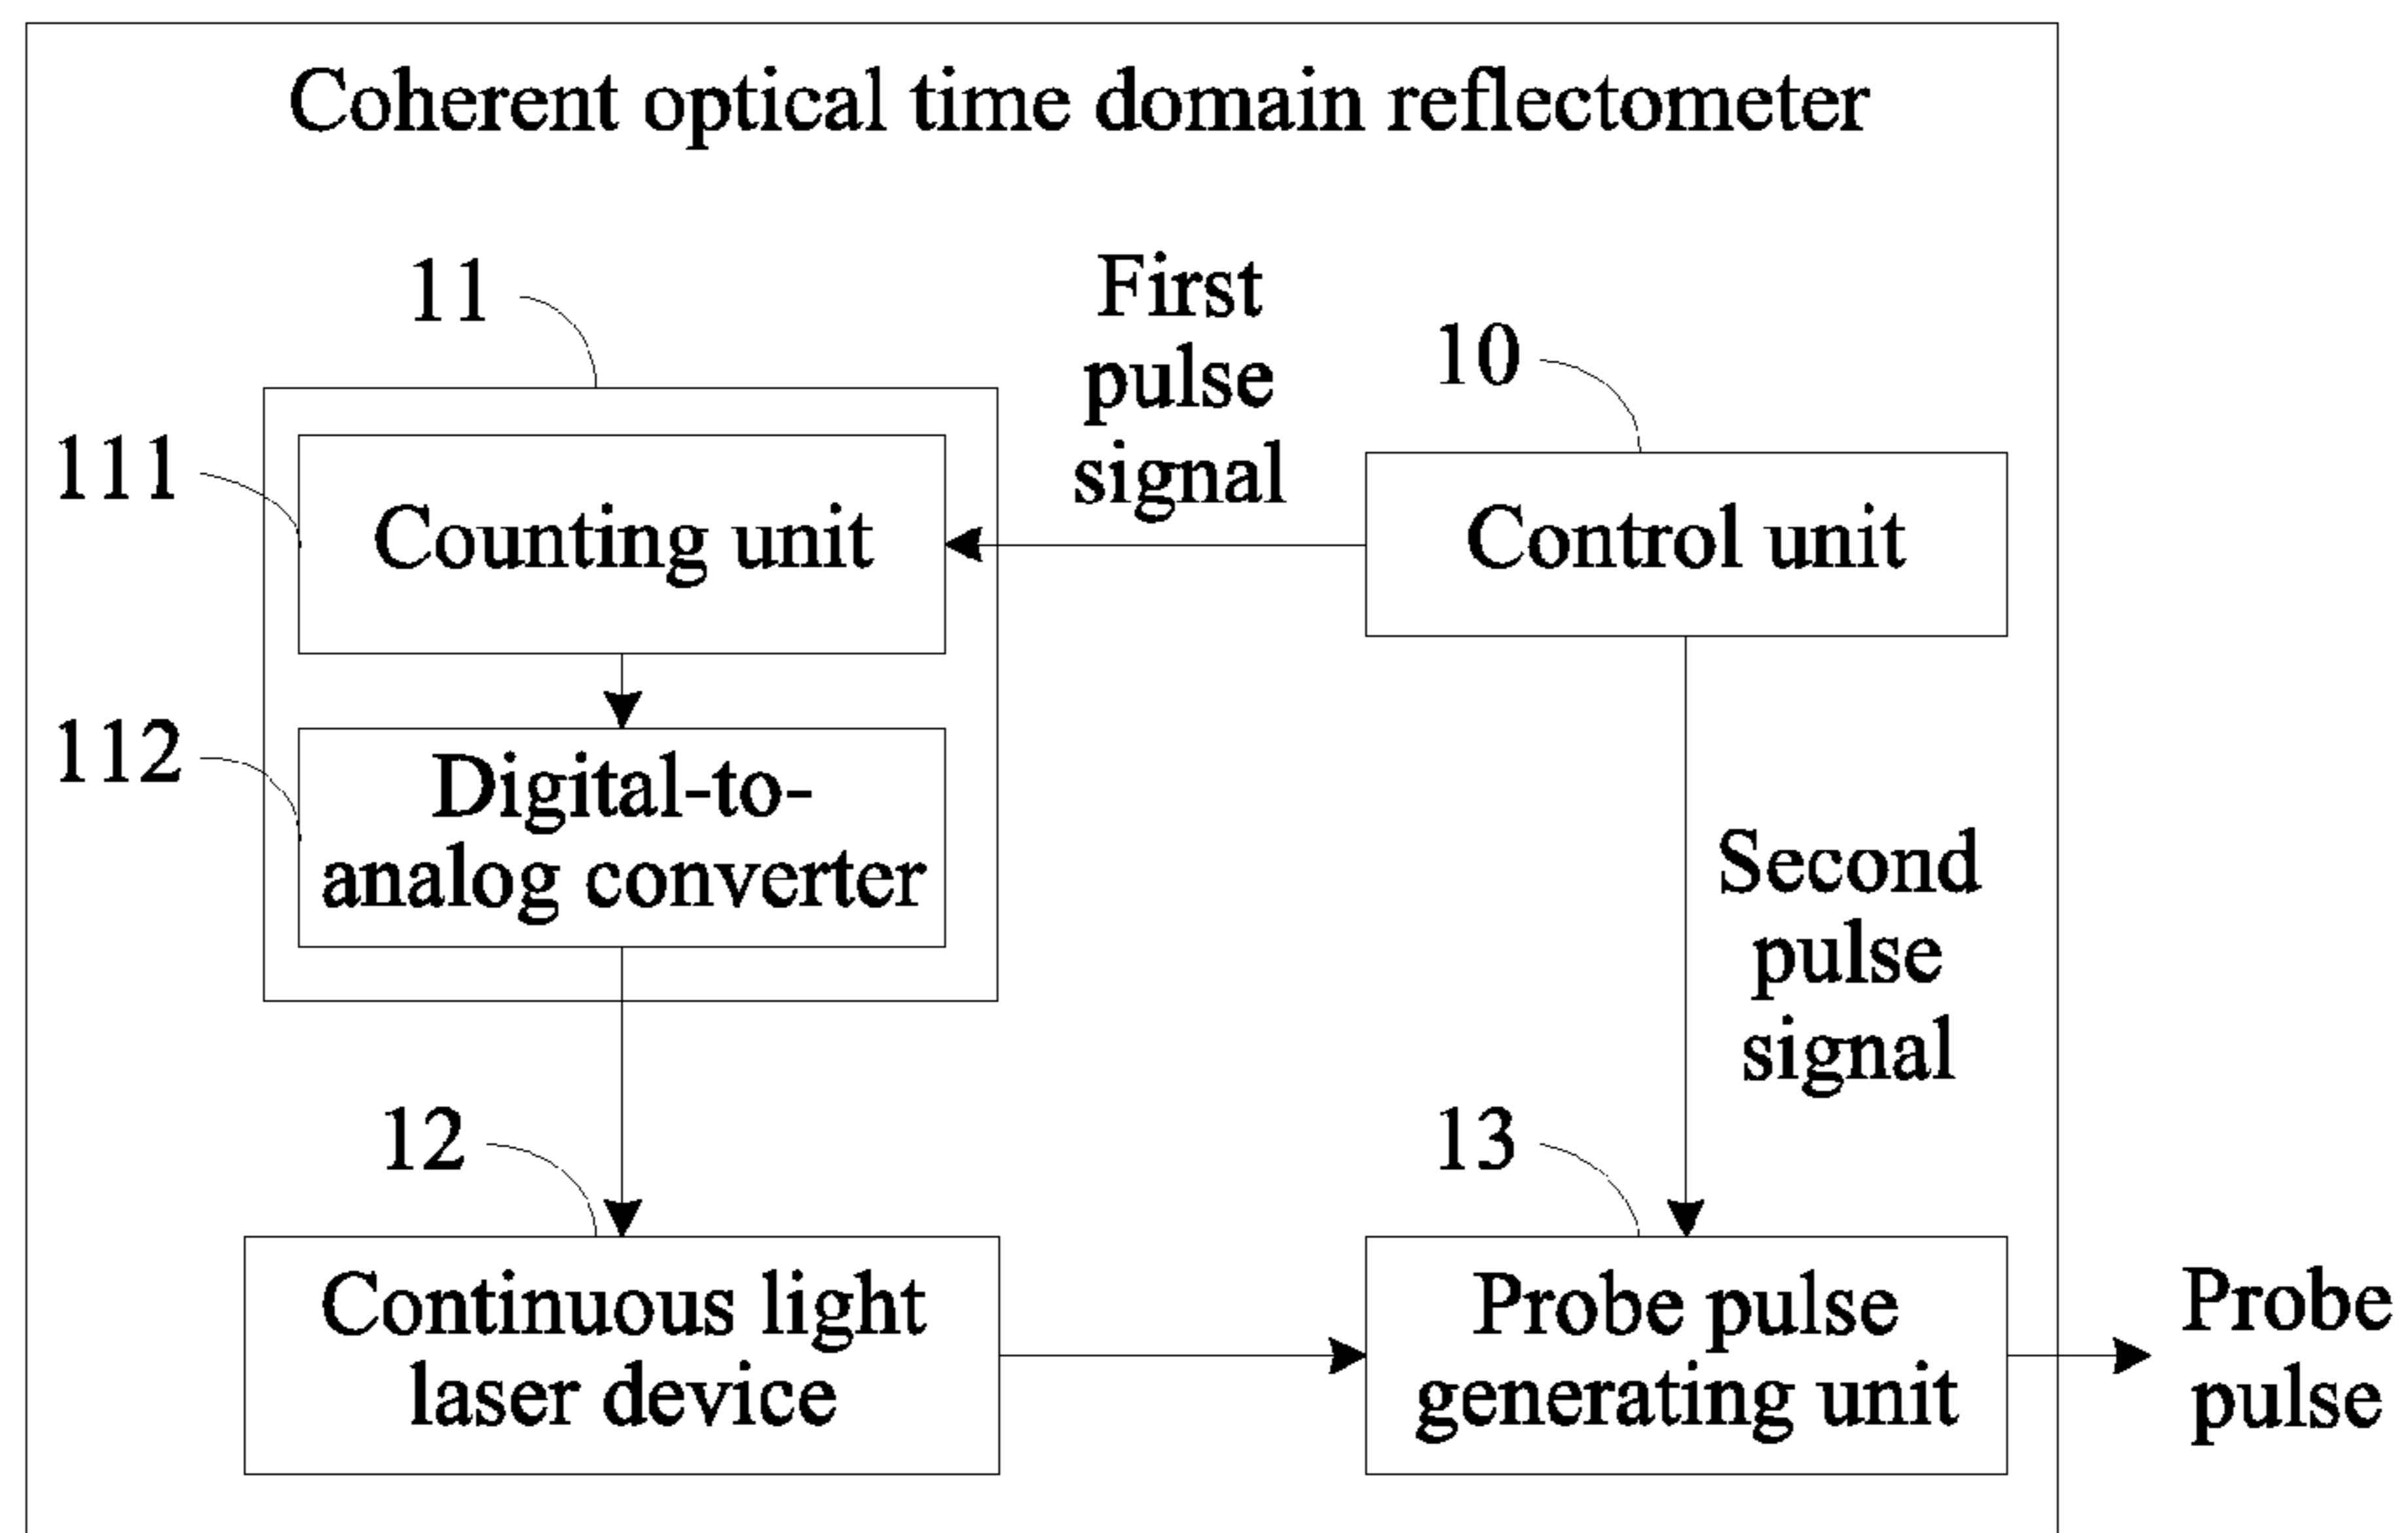 Coherent optical time domain reflectometer
11
First
pulse
signal
10
111
Counting unit
Control unit
112
Digital-to-
analog converter
Second
pulse
signal
12
13
Continuous light
laser device
Probe pulse
generating unit
Probe
pulse